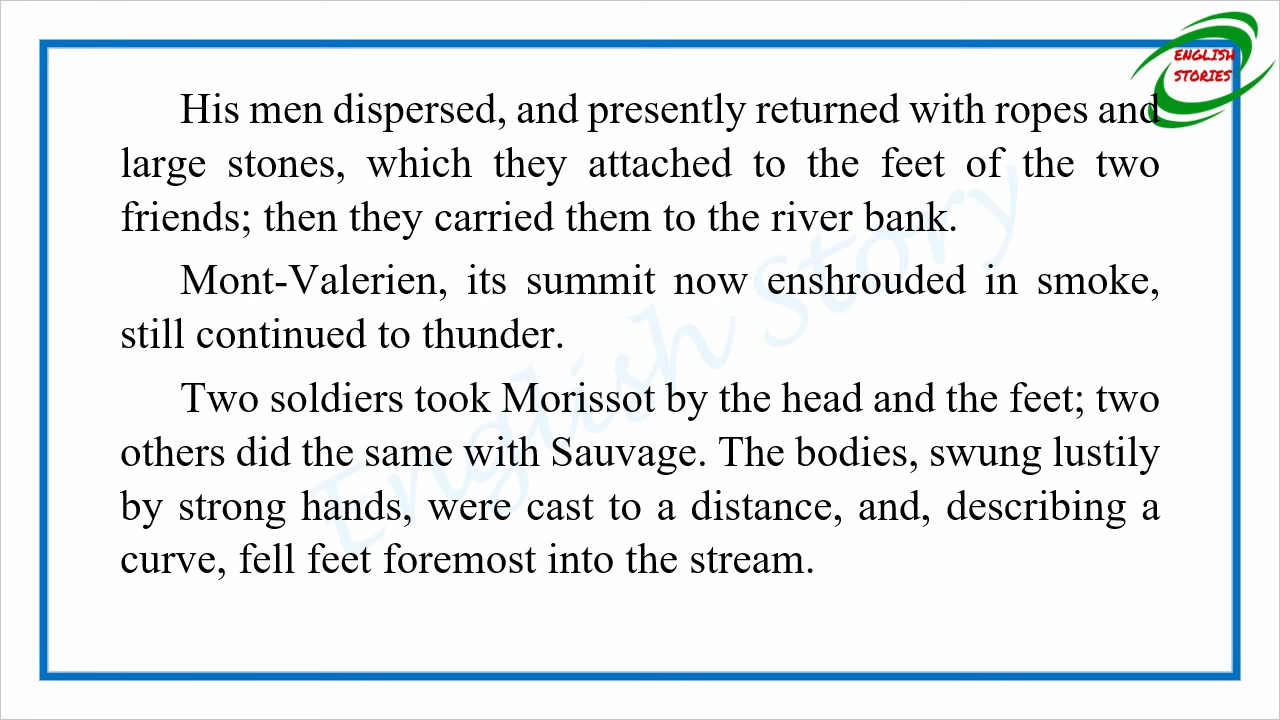 ENGLISH
STORIES
His men dispersed, and presently returned with ropes and
large stones, which they attached to the feet of the two
friends; then they carried them to the river bank.
Mont-Valerien, its summit now enshrouded in smoke,
still continued to thunder.
Two soldiers took Morissot by the head and the feet; two
others did the same with Sauvage. The bodies, swung lustily
by strong hands, were cast to a distance, and, describing a
curve, fell feet foremost into the stream.
English Story